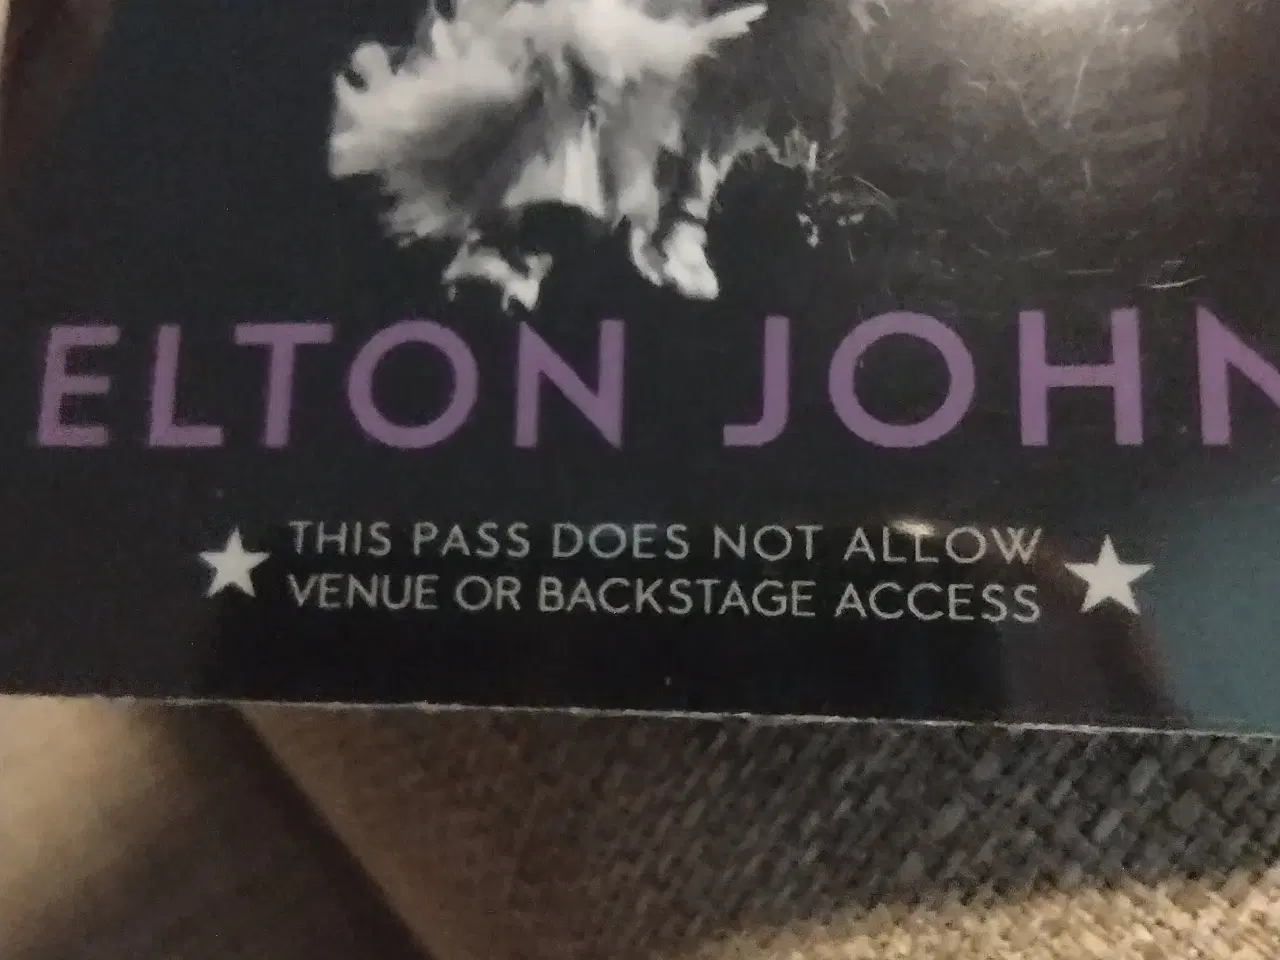 ELTON JOHN
THIS PASS DOES NOT ALLOW
VENUE OR BACKSTAGE ACCESS